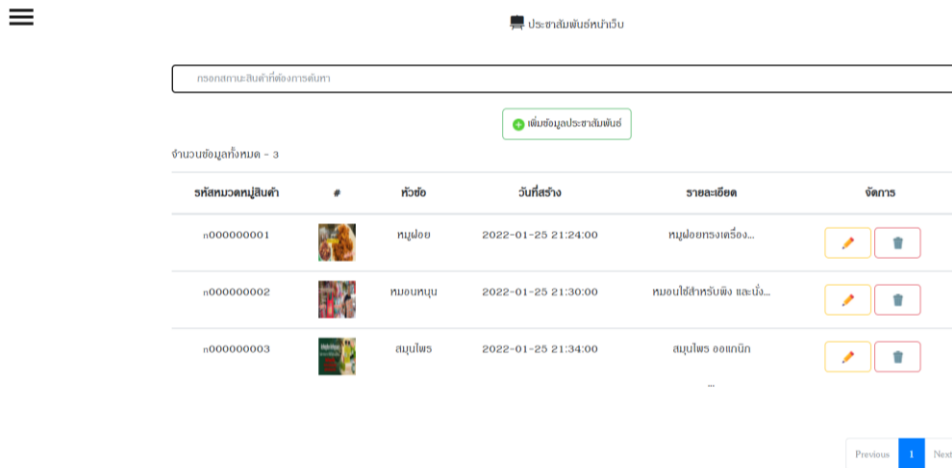 ประชาสัมพันธ์หน้าเว็บ
กรอกสถานะสินค้าที่ต้องการค้นหา
เพิ่มข้อมูลประชาสัมพันธ์
จำนวนข้อมูลทั้งหมด - 3
รหัสหมวดหมู่สินค้า # หัวข้อ วันที่สร้าง รายละเอียด จัดการ
n000000001 หมูฝอย 2022-01-25 21:24:00 หมูฝอยทรงเครื่อง...
n000000002 หมอนหนุน 2022-01-25 21:30:00 หมอนใช้สำหรับพิง และนั่ง...
n000000003 สมุนไพร 2022-01-25 21:34:00 สมุนไพร ออแกนิก
...
Previous 1 Next